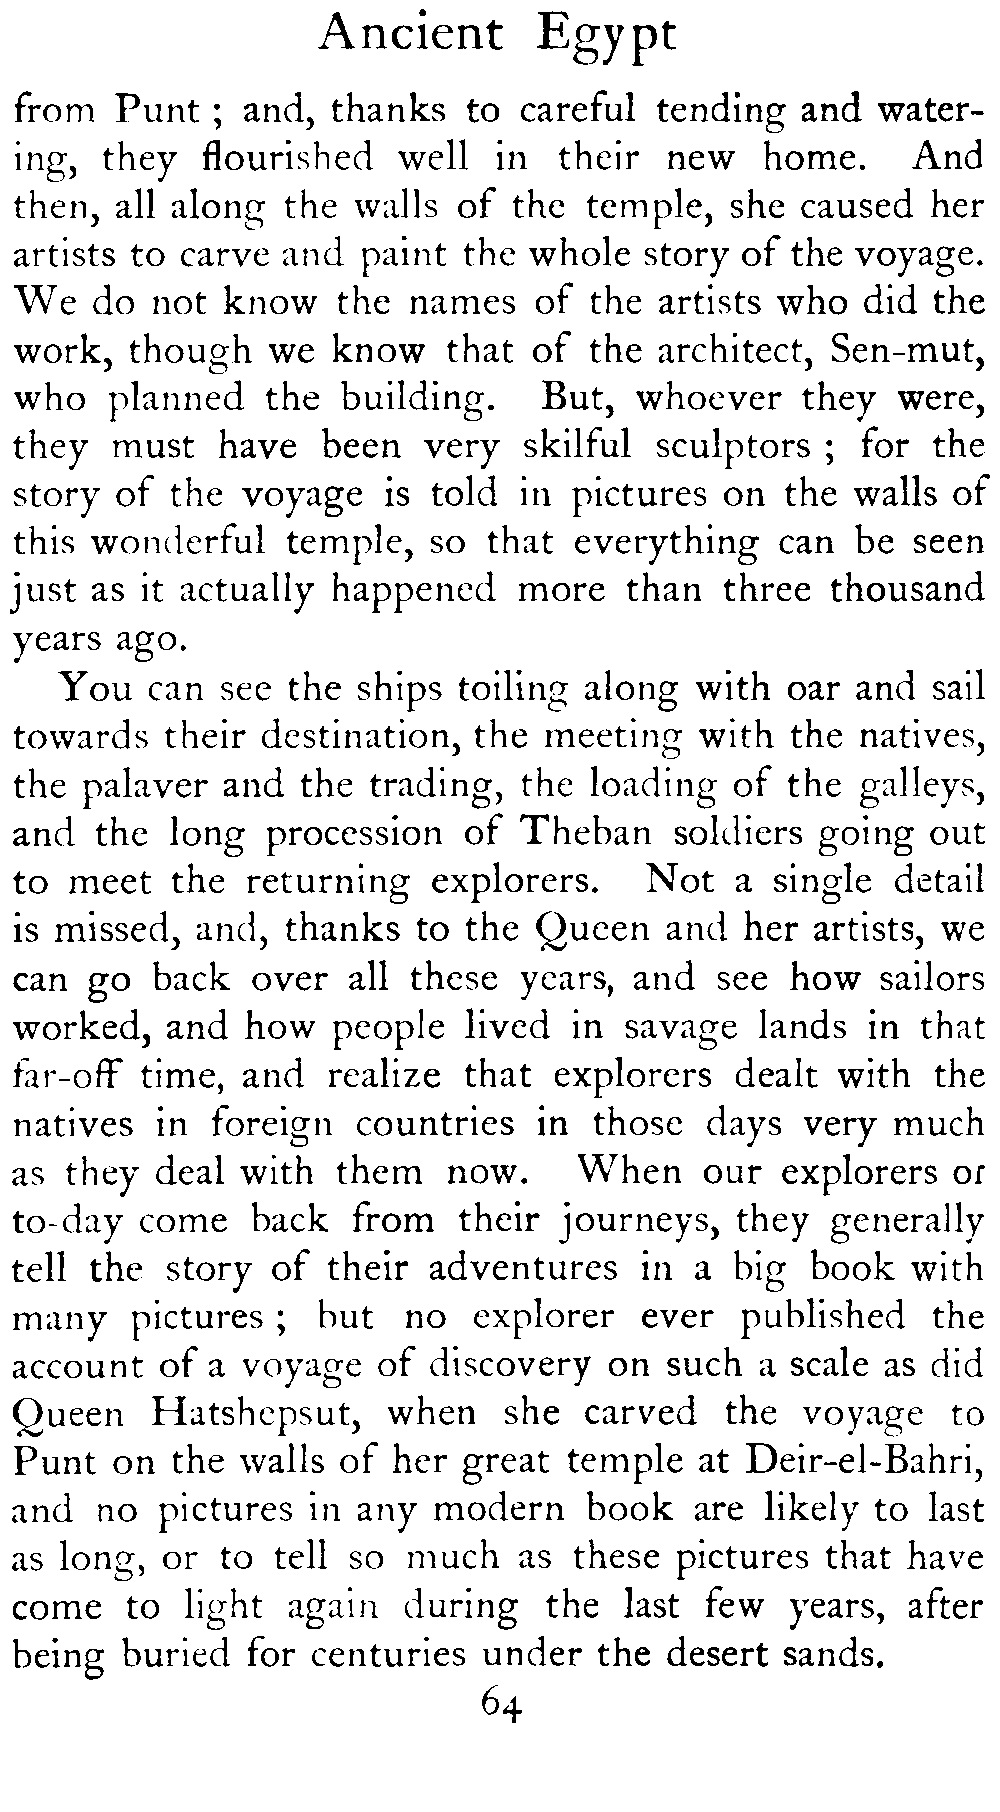 Ancient Egypt
from Punt ; and, thanks to careful tending and water-
ing, they flourished well in their new home. And
then, all along the walls of the temple, she caused her
artists to carve and paint the whole story of the voyage.
We do not know the names of the artists who did the
work, though we know that of the architect, Sen-mut,
who planned the building. But, whoever they were,
they must have been very skilful sculptors ; for the
story of the voyage is told in pictures on the walls of
this wonderful temple, so that everything can be seen
just as it actually happened more than three thousand
years ago.
You can see the ships toiling along with oar and sail
towards their destination, the meeting with the natives,
the palaver and the trading, the loading of the galleys,
and the long procession of Theban soldiers going out
to meet the returning explorers. Not a single detail
is missed, and, thanks to the Queen and her artists, we
can go back over all these years, and see how sailors
worked, and how people lived in savage lands in that
far-off time, and realize that explorers dealt with the
natives in foreign countries in those days very much
as they deal with them now. When our explorers of
to-day come back from their journeys, they generally
tell the story of their adventures in a big book with
many pictures ; but no explorer ever published the
account of a voyage of discovery on such a scale as did
Queen Hatshepsut, when she carved the voyage to
Punt on the walls of her great temple at Deir-el-Bahri,
and no pictures in any modern book are likely to last
as long, or to tell so much as these pictures that have
come to light again during the last few years, after
being buried for centuries under the desert sands.
64